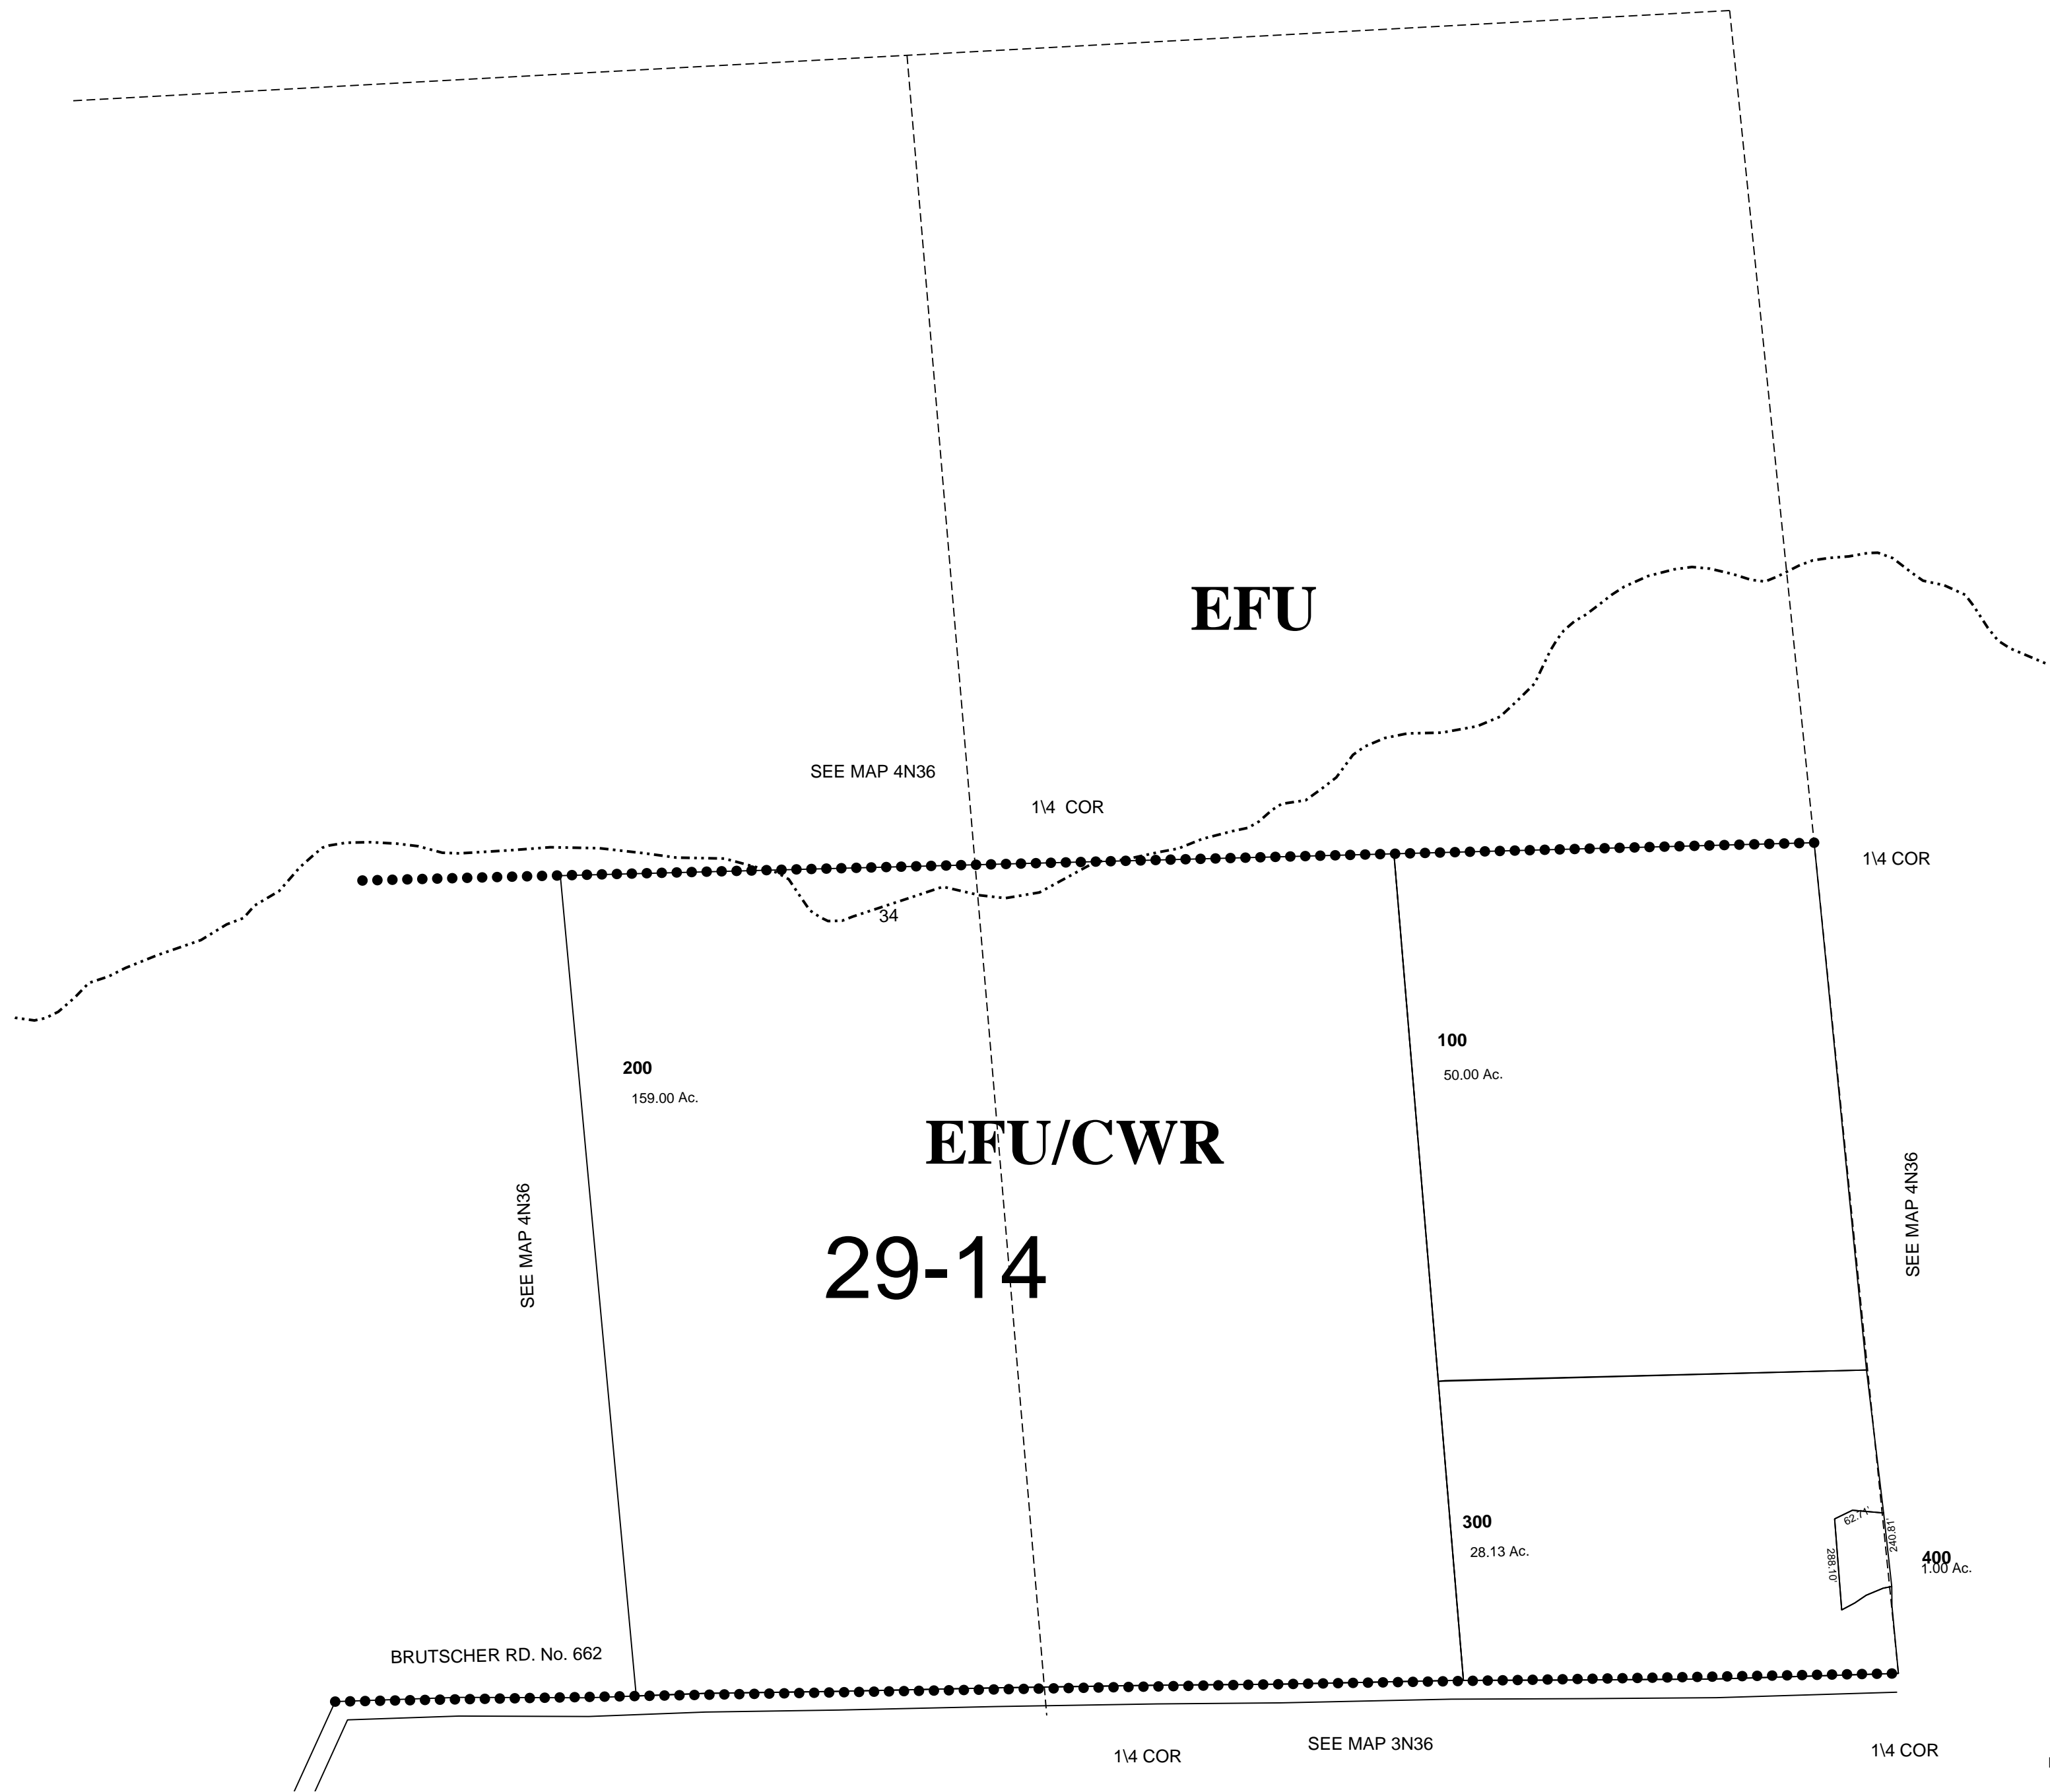 EFU
SEE MAP 4N36
1\4 COR
1\4 COR
34
100
50.00 Ac.
200
159.00 Ac.
EFU/CWR
SEE MAP 4N36
SEE MAP 4N36
29-14
62.71'
240.81'
288.10'
300
28.13 Ac.
400
1.00 Ac.
BRUTSCHER RD. No. 662
SEE MAP 3N36
1\4 COR
1\4 COR